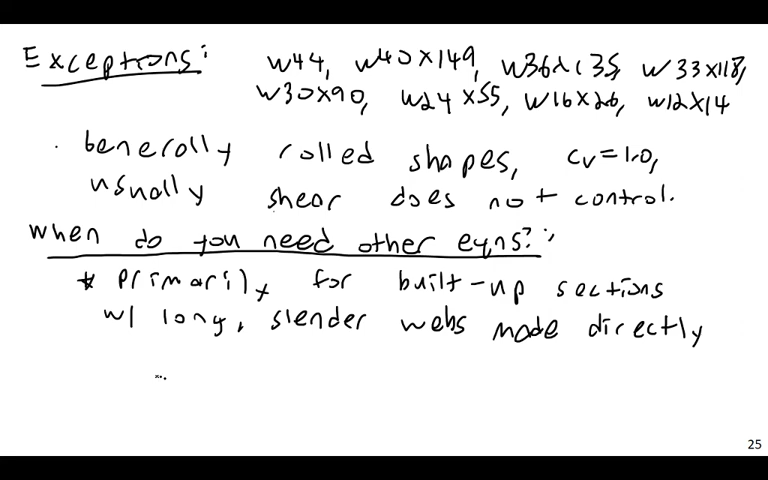 Exceptions:
W44, W40x149, W36x135, W33x118,
W30x90, W24x55, W16x26, W12x14
· Generally rolled shapes, Cv=1.0,
usually shear does not control.
When do you need other eqns?:
* Primarily for built-up sections
w/ long, slender webs made directly
25